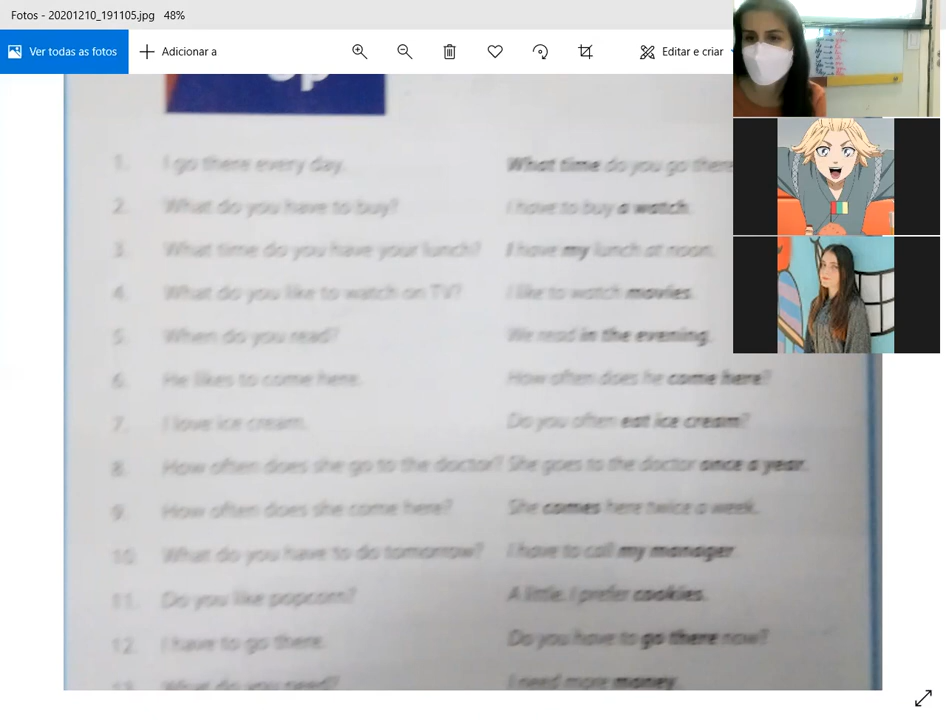 Fotos - 20201210_191105.jpg 48%
Ver todas as fotos
Adicionar a
Editar e criar
up
1. I go there every day. What time do you go there
2. What do you have to buy? I have to buy a watch.
3. What time do you have your lunch? I have my lunch at noon.
4. What do you like to watch on TV? I like to watch movies.
5. When do you read? We read in the evening.
6. He likes to come here. How often does he come here?
7. I love ice cream. Do you often eat ice cream?
8. How often does she go to the doctor? She goes to the doctor once a year.
9. How often does she come here? She comes here twice a week.
10. What do you have to do tomorrow? I have to call my manager.
11. Do you like popcorn? A little. I prefer cookies.
12. I have to go there. Do you have to go there now?
13. What do you need? I need more money.